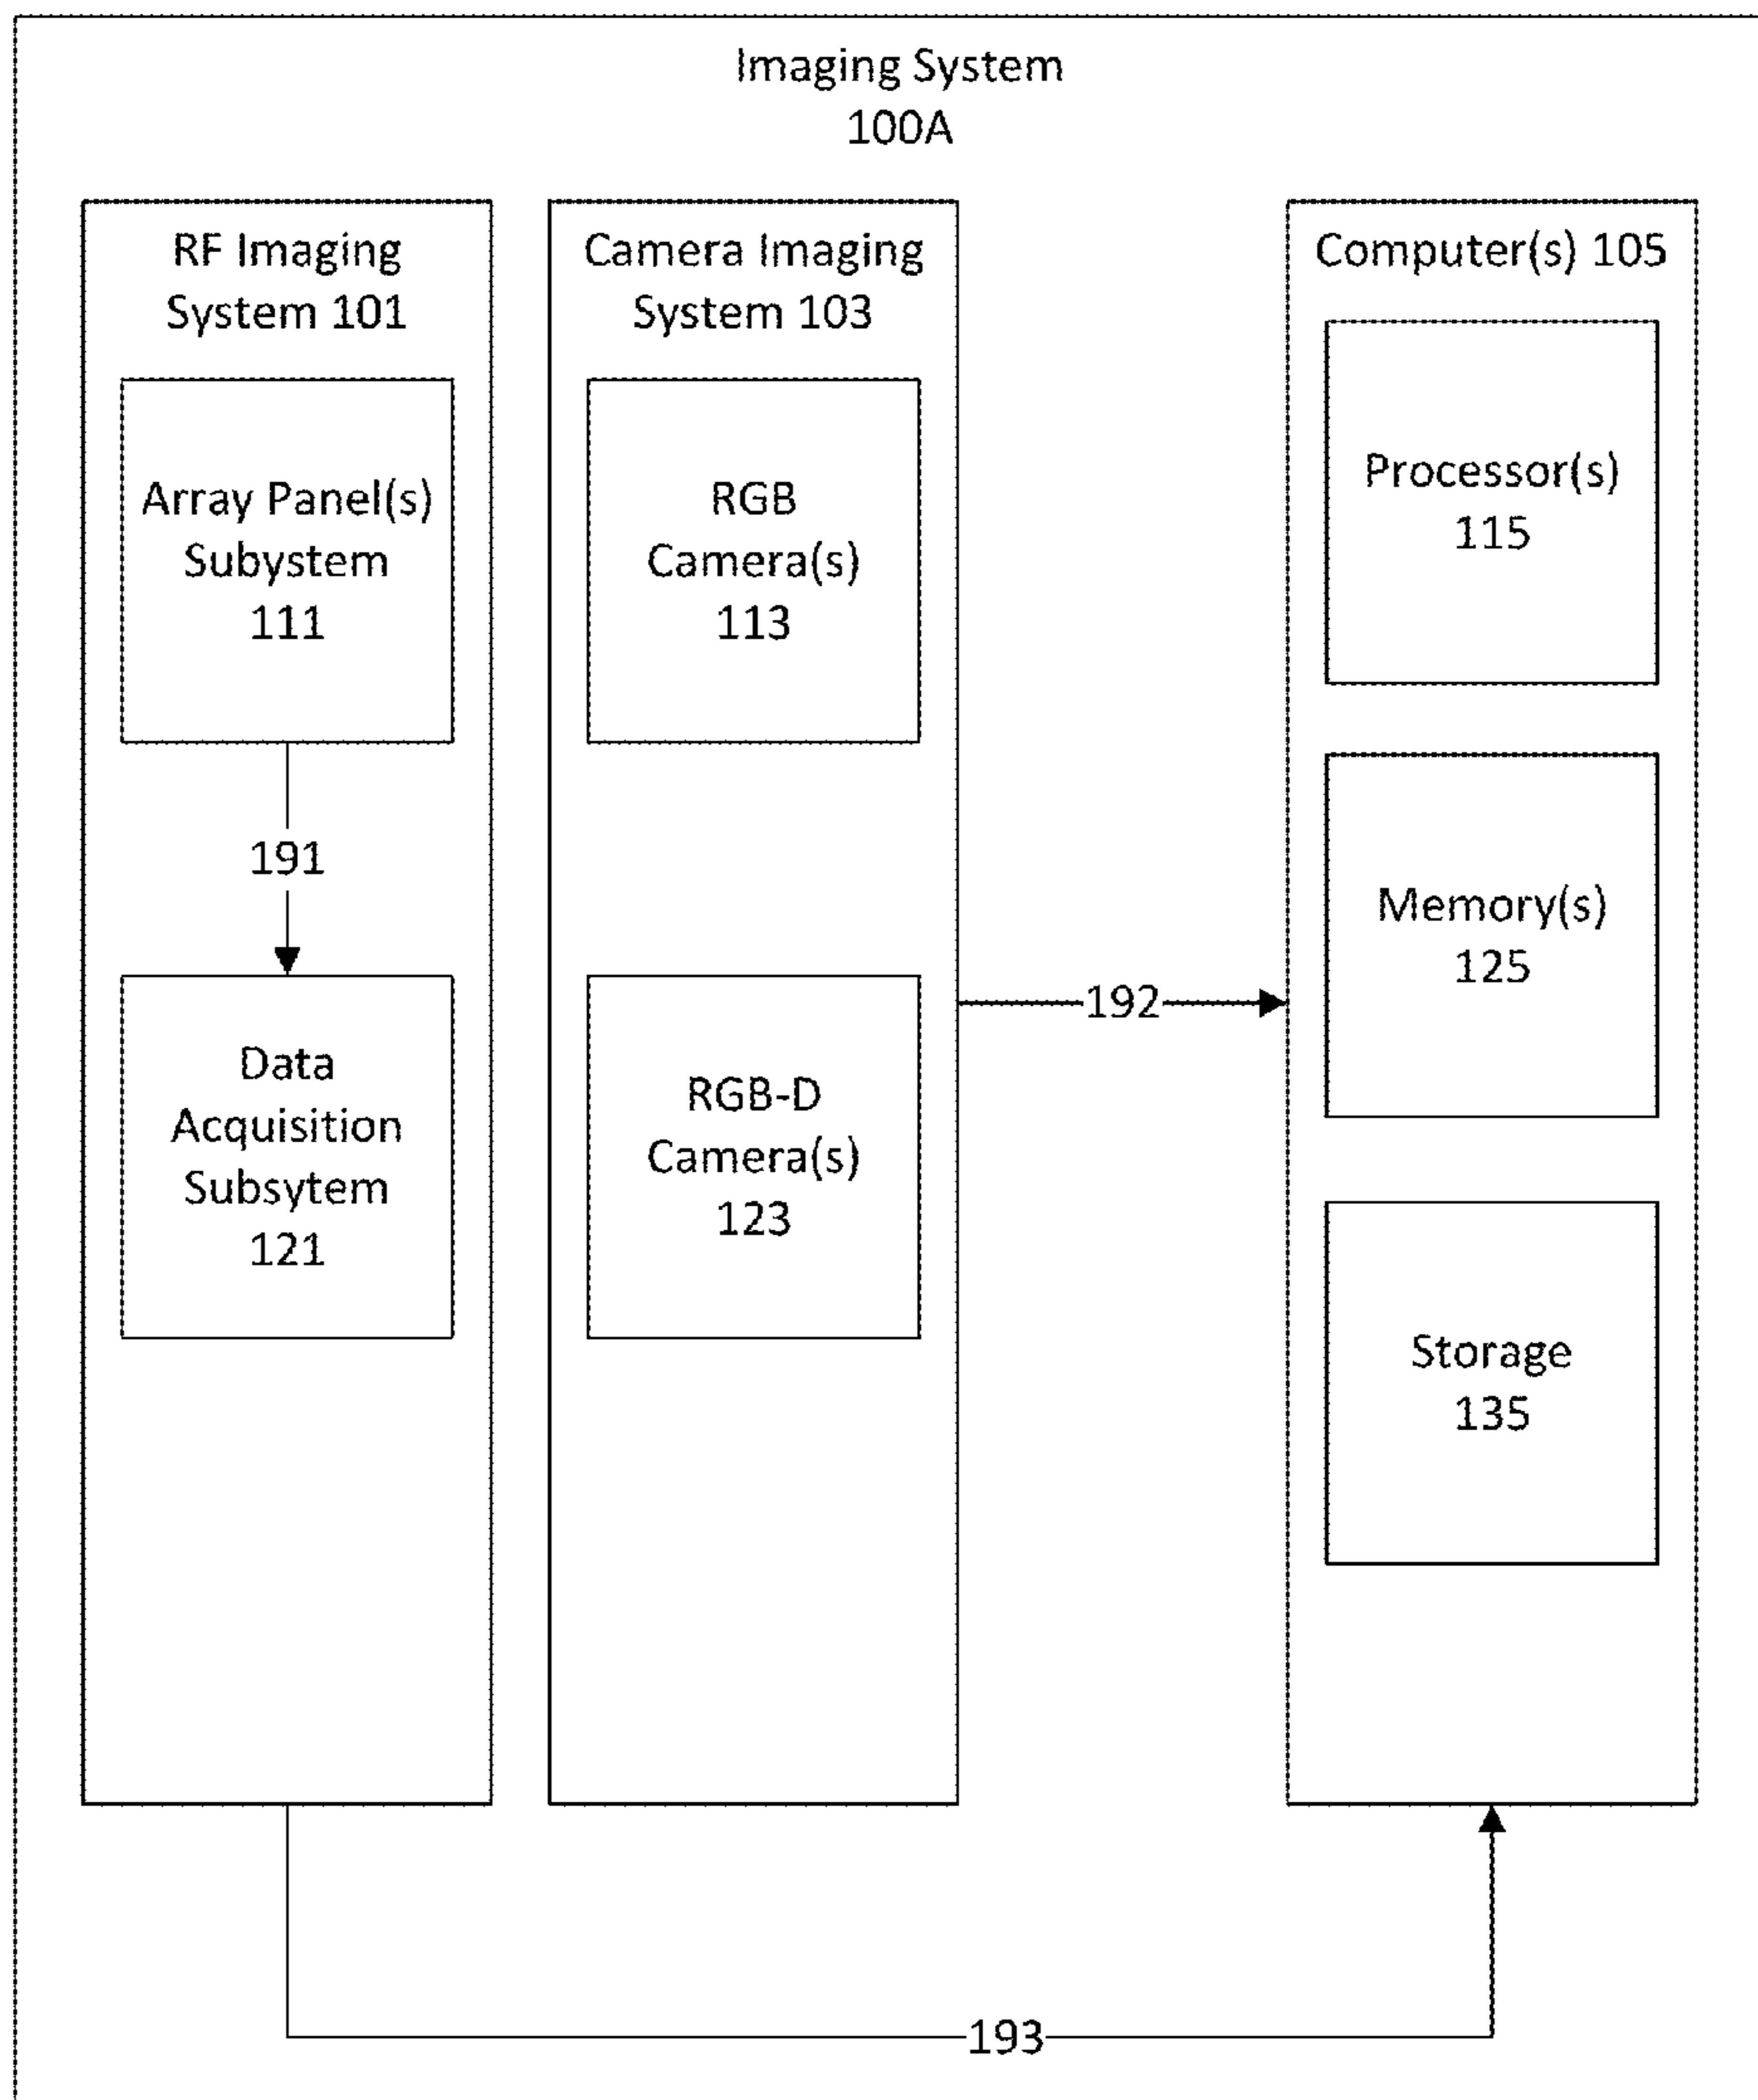 Imaging System
100A
RF Imaging
System 101
Array Panel(s)
Subystem
111
191
Data
Acquisition
Subsytem
121
Camera Imaging
System 103
RGB
Camera(s)
113
RGB-D
Camera(s)
123
192
Computer(s) 105
Processor(s)
115
Memory(s)
125
Storage
135
193